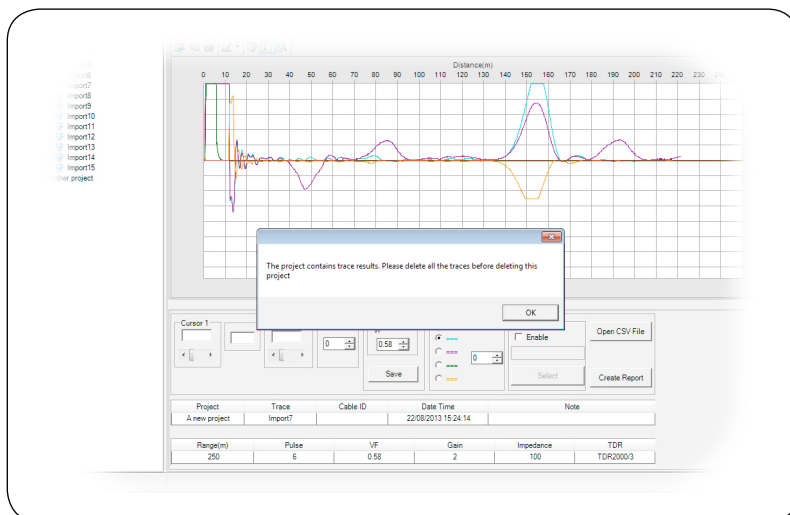 Distance(m)
0 10 20 30 40 50 60 70 80 90 100 110 120 130 140 150 160 170 180 190 200 210 221
Import7
Import8
Import9
Import10
Import11
Import12
Import13
Import14
Import15
project
The project contains trace results. Please delete all the traces before deleting this
project
OK
Cursor 1
0
0.58
Save
0
Enable
Select
Open CSV File
Create Report
Project Trace Cable ID Date Time Note
A new project Import7 22/08/2013 15:24:14
Range(m) Pulse VF Gain Impedance TDR
250 6 0.58 2 100 TDR2000/3